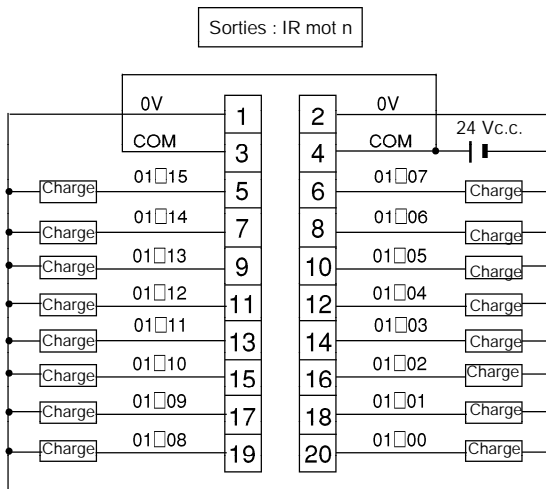 Sorties : IR mot n
0V 1 2 0V
24 Vc.c.
COM 3 4 COM
Charge 01□15 5 6 01□07 Charge
Charge 01□14 7 8 01□06 Charge
Charge 01□13 9 10 01□05 Charge
Charge 01□12 11 12 01□04 Charge
Charge 01□11 13 14 01□03 Charge
Charge 01□10 15 16 01□02 Charge
Charge 01□09 17 18 01□01 Charge
Charge 01□08 19 20 01□00 Charge